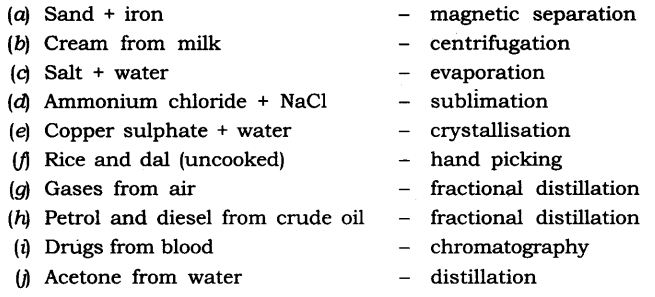 (a) Sand + iron – magnetic separation
(b) Cream from milk – centrifugation
(c) Salt + water – evaporation
(d) Ammonium chloride + NaCl – sublimation
(e) Copper sulphate + water – crystallisation
(f) Rice and dal (uncooked) – hand picking
(g) Gases from air – fractional distillation
(h) Petrol and diesel from crude oil – fractional distillation
(i) Drugs from blood – chromatography
(j) Acetone from water – distillation